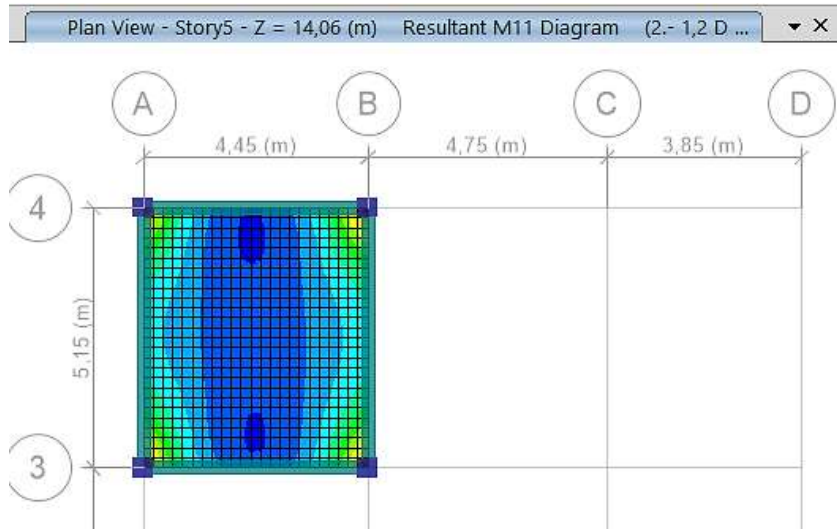 Plan View - Story5 - Z = 14,06 (m) Resultant M11 Diagram (2.- 1,2 D ...
A B C D
4,45 (m) 4,75 (m) 3,85 (m)
4
5,15 (m)
3